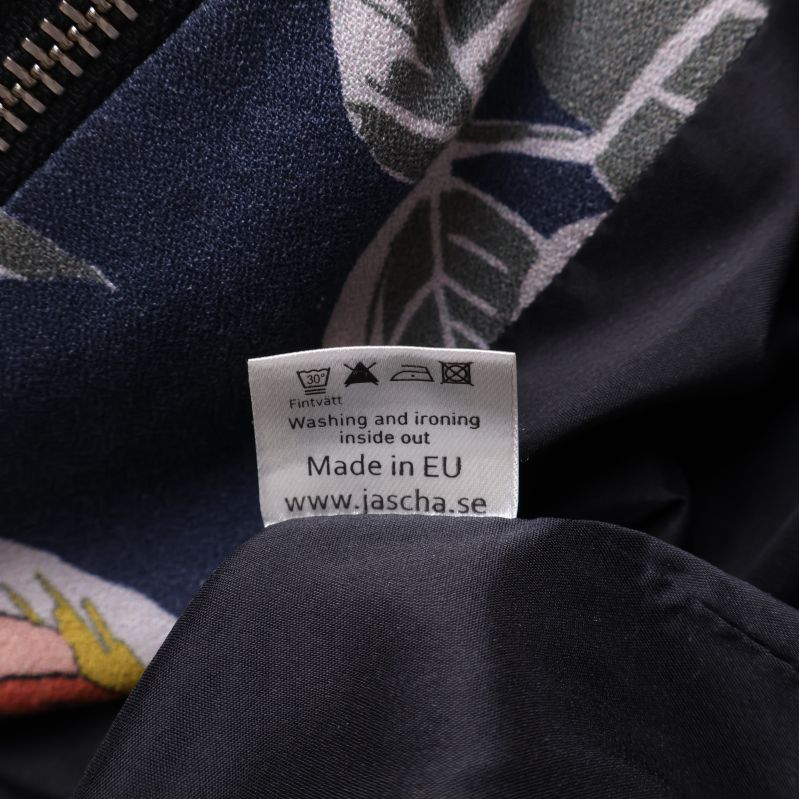 30°
Fintvätt
Washing and ironing
inside out
Made in EU
www.jascha.se